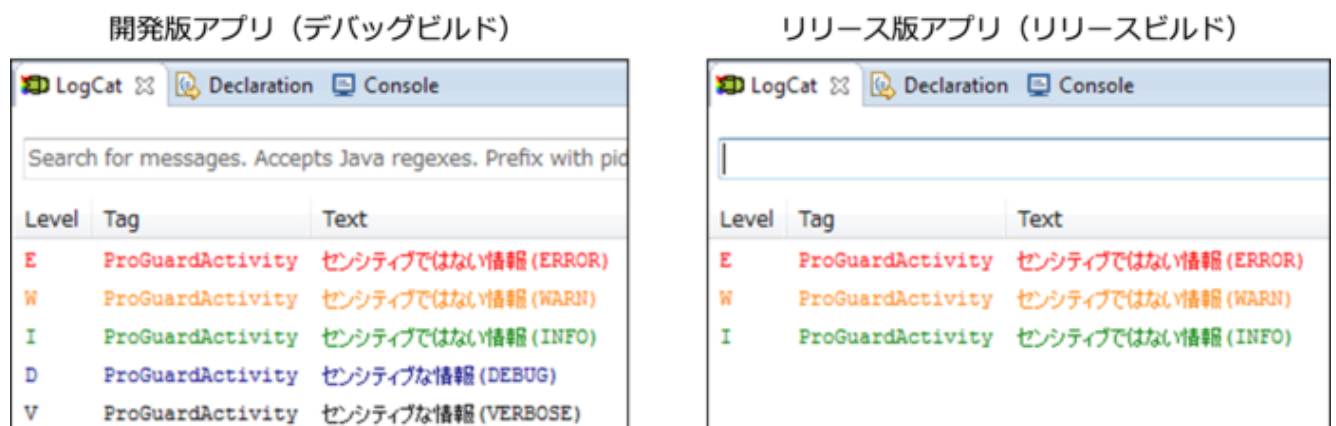 開発版アプリ（デバッグビルド）
LogCat Declaration Console
Search for messages. Accepts Java regexes. Prefix with pid
Level Tag Text
E ProGuardActivity センシティブではない情報(ERROR)
W ProGuardActivity センシティブではない情報(WARN)
I ProGuardActivity センシティブではない情報(INFO)
D ProGuardActivity センシティブな情報(DEBUG)
V ProGuardActivity センシティブな情報(VERBOSE)
リリース版アプリ（リリースビルド）
LogCat Declaration Console
Level Tag Text
E ProGuardActivity センシティブではない情報(ERROR)
W ProGuardActivity センシティブではない情報(WARN)
I ProGuardActivity センシティブではない情報(INFO)